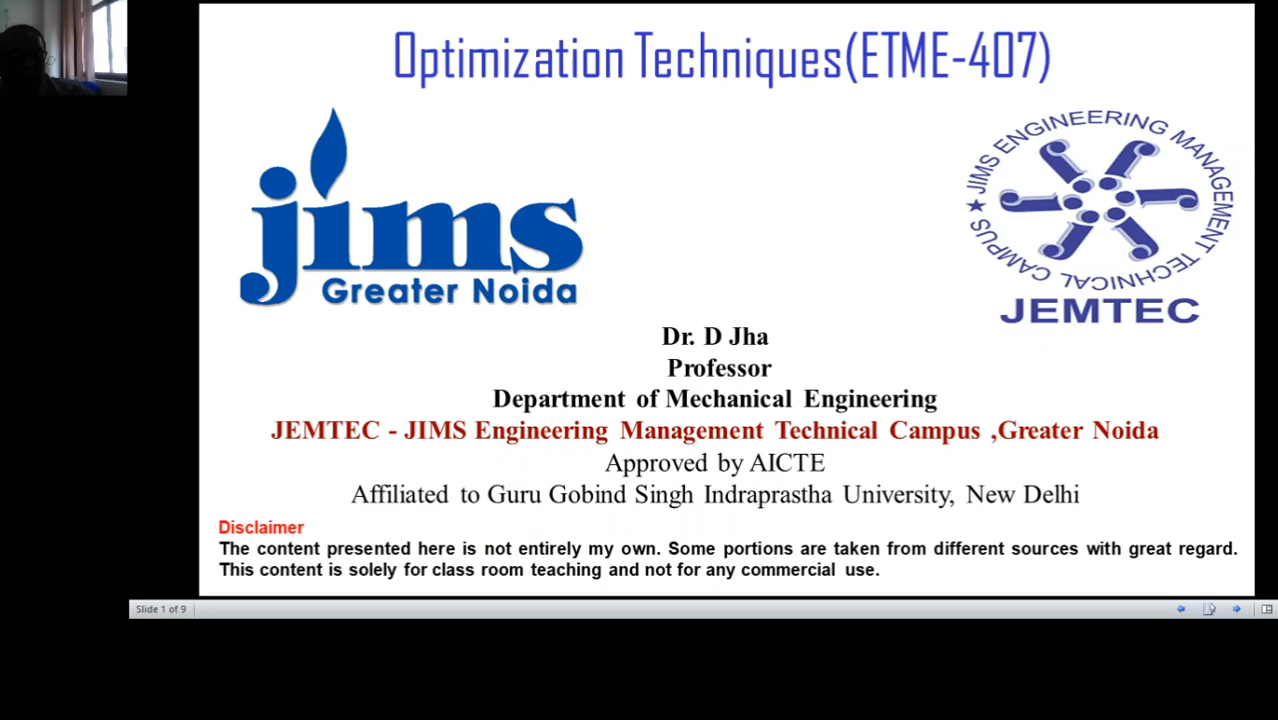 Optimization Techniques(ETME-407)
jims
Greater Noida
JIMS ENGINEERING MANAGEMENT TECHNICAL CAMPUS ★
JEMTEC
Dr. D Jha
Professor
Department of Mechanical Engineering
JEMTEC - JIMS Engineering Management Technical Campus ,Greater Noida
Approved by AICTE
Affiliated to Guru Gobind Singh Indraprastha University, New Delhi
Disclaimer
The content presented here is not entirely my own. Some portions are taken from different sources with great regard.
This content is solely for class room teaching and not for any commercial use.
Slide 1 of 9